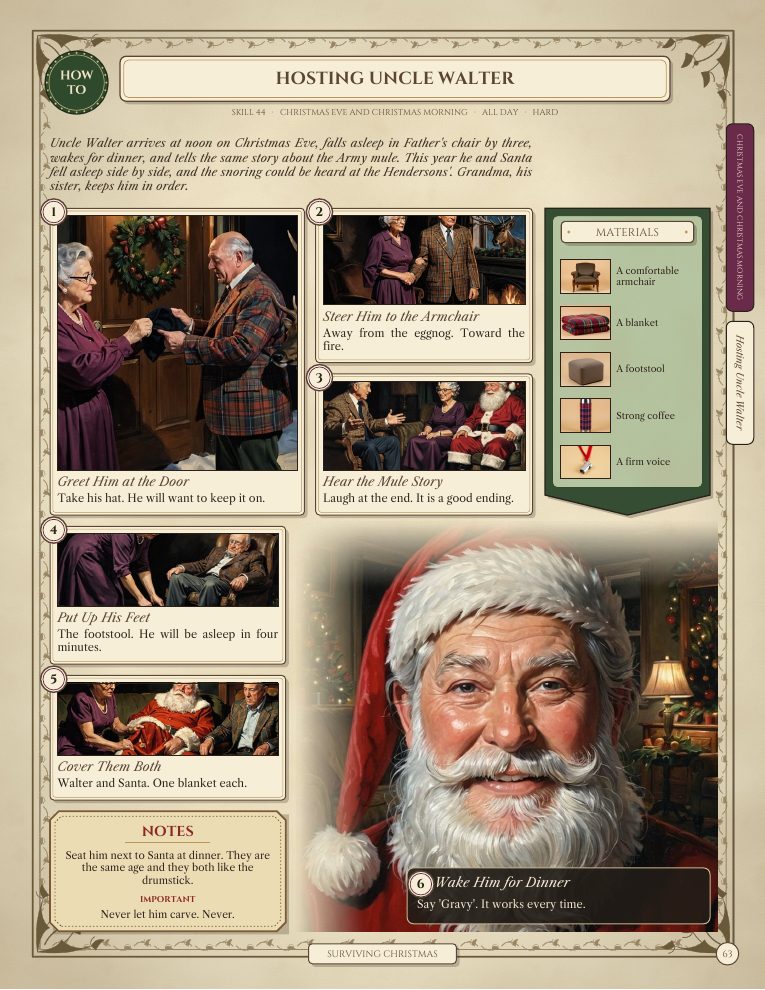 HOW
TO
HOSTING UNCLE WALTER
SKILL 44 · CHRISTMAS EVE AND CHRISTMAS MORNING · ALL DAY · HARD
Uncle Walter arrives at noon on Christmas Eve, falls asleep in Father's chair by three,
wakes for dinner, and tells the same story about the Army mule. This year he and Santa
fell asleep side by side, and the snoring could be heard at the Hendersons'. Grandma, his
sister, keeps him in order.
1
Greet Him at the Door
Take his hat. He will want to keep it on.
2
Steer Him to the Armchair
Away from the eggnog. Toward the
fire.
3
Hear the Mule Story
Laugh at the end. It is a good ending.
MATERIALS
A comfortable
armchair
A blanket
A footstool
Strong coffee
A firm voice
CHRISTMAS EVE AND CHRISTMAS MORNING
Hosting Uncle Walter
4
Put Up His Feet
The footstool. He will be asleep in four
minutes.
5
Cover Them Both
Walter and Santa. One blanket each.
NOTES
Seat him next to Santa at dinner. They are
the same age and they both like the
drumstick.
IMPORTANT
Never let him carve. Never.
6
Wake Him for Dinner
Say 'Gravy'. It works every time.
SURVIVING CHRISTMAS
63